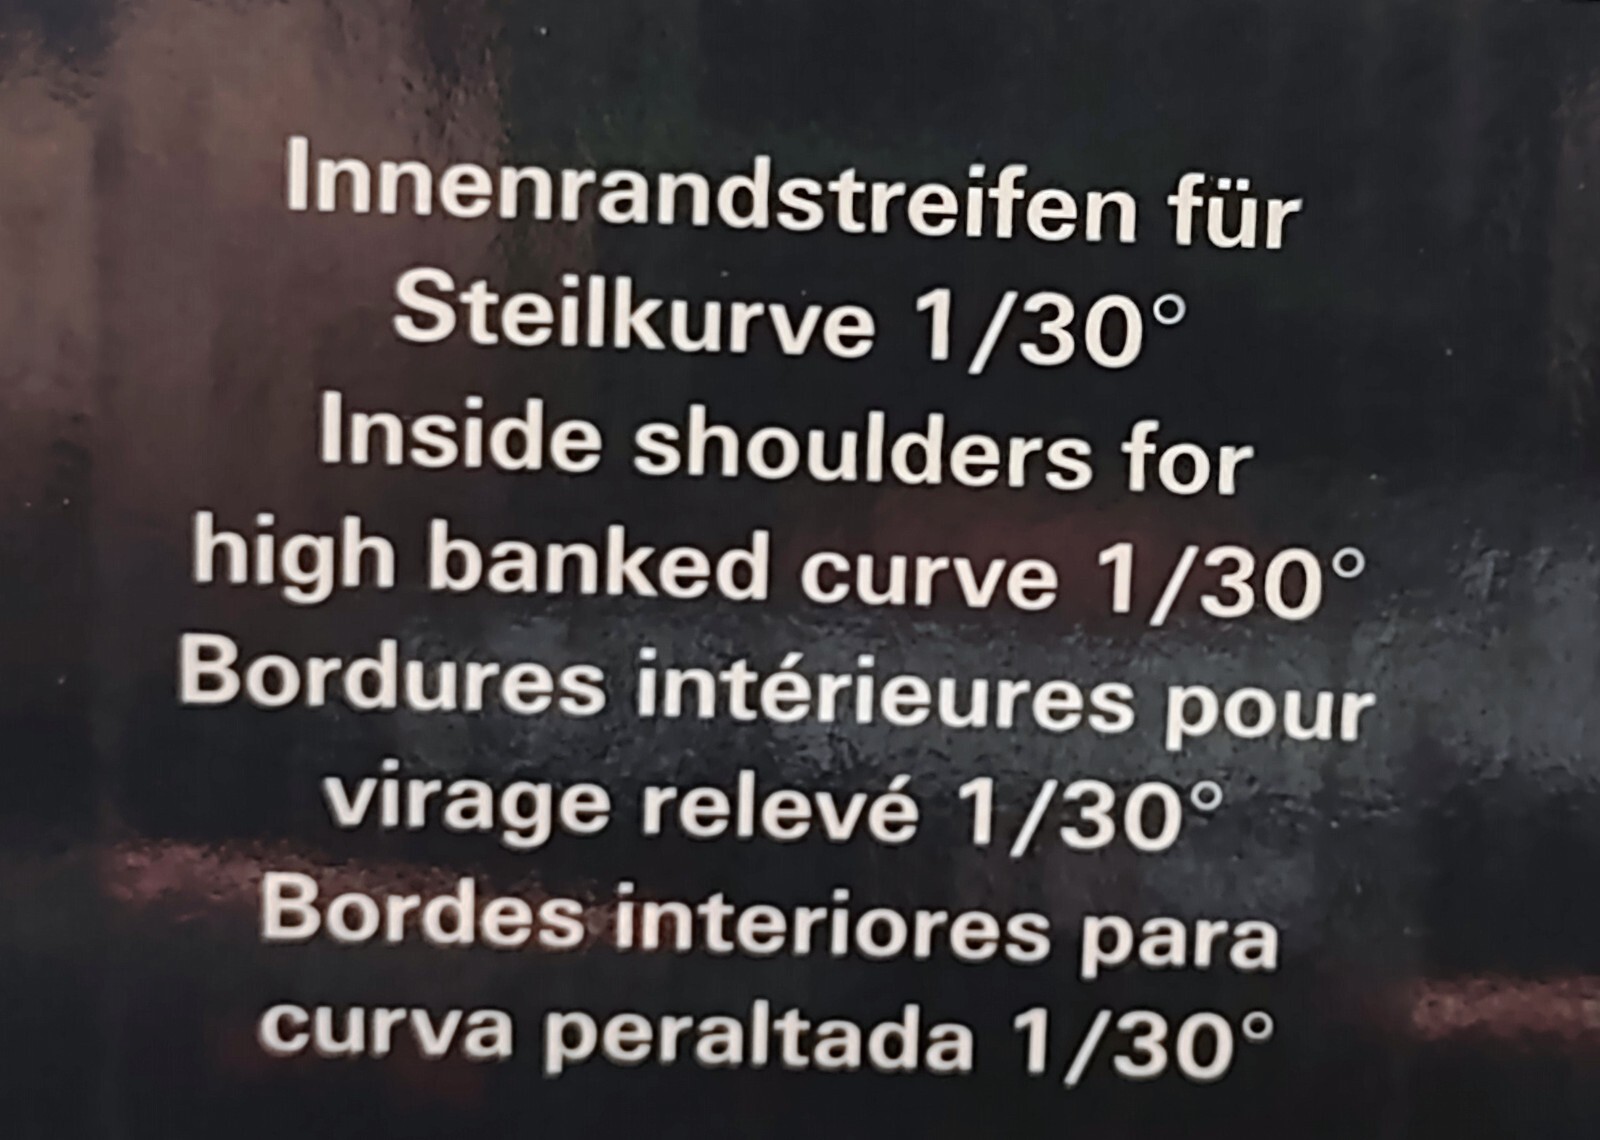 Innenrandstreifen für
Steilkurve 1/30°
Inside shoulders for
high banked curve 1/30°
Bordures intérieures pour
virage relevé 1/30°
Bordes interiores para
curva peraltada 1/30°